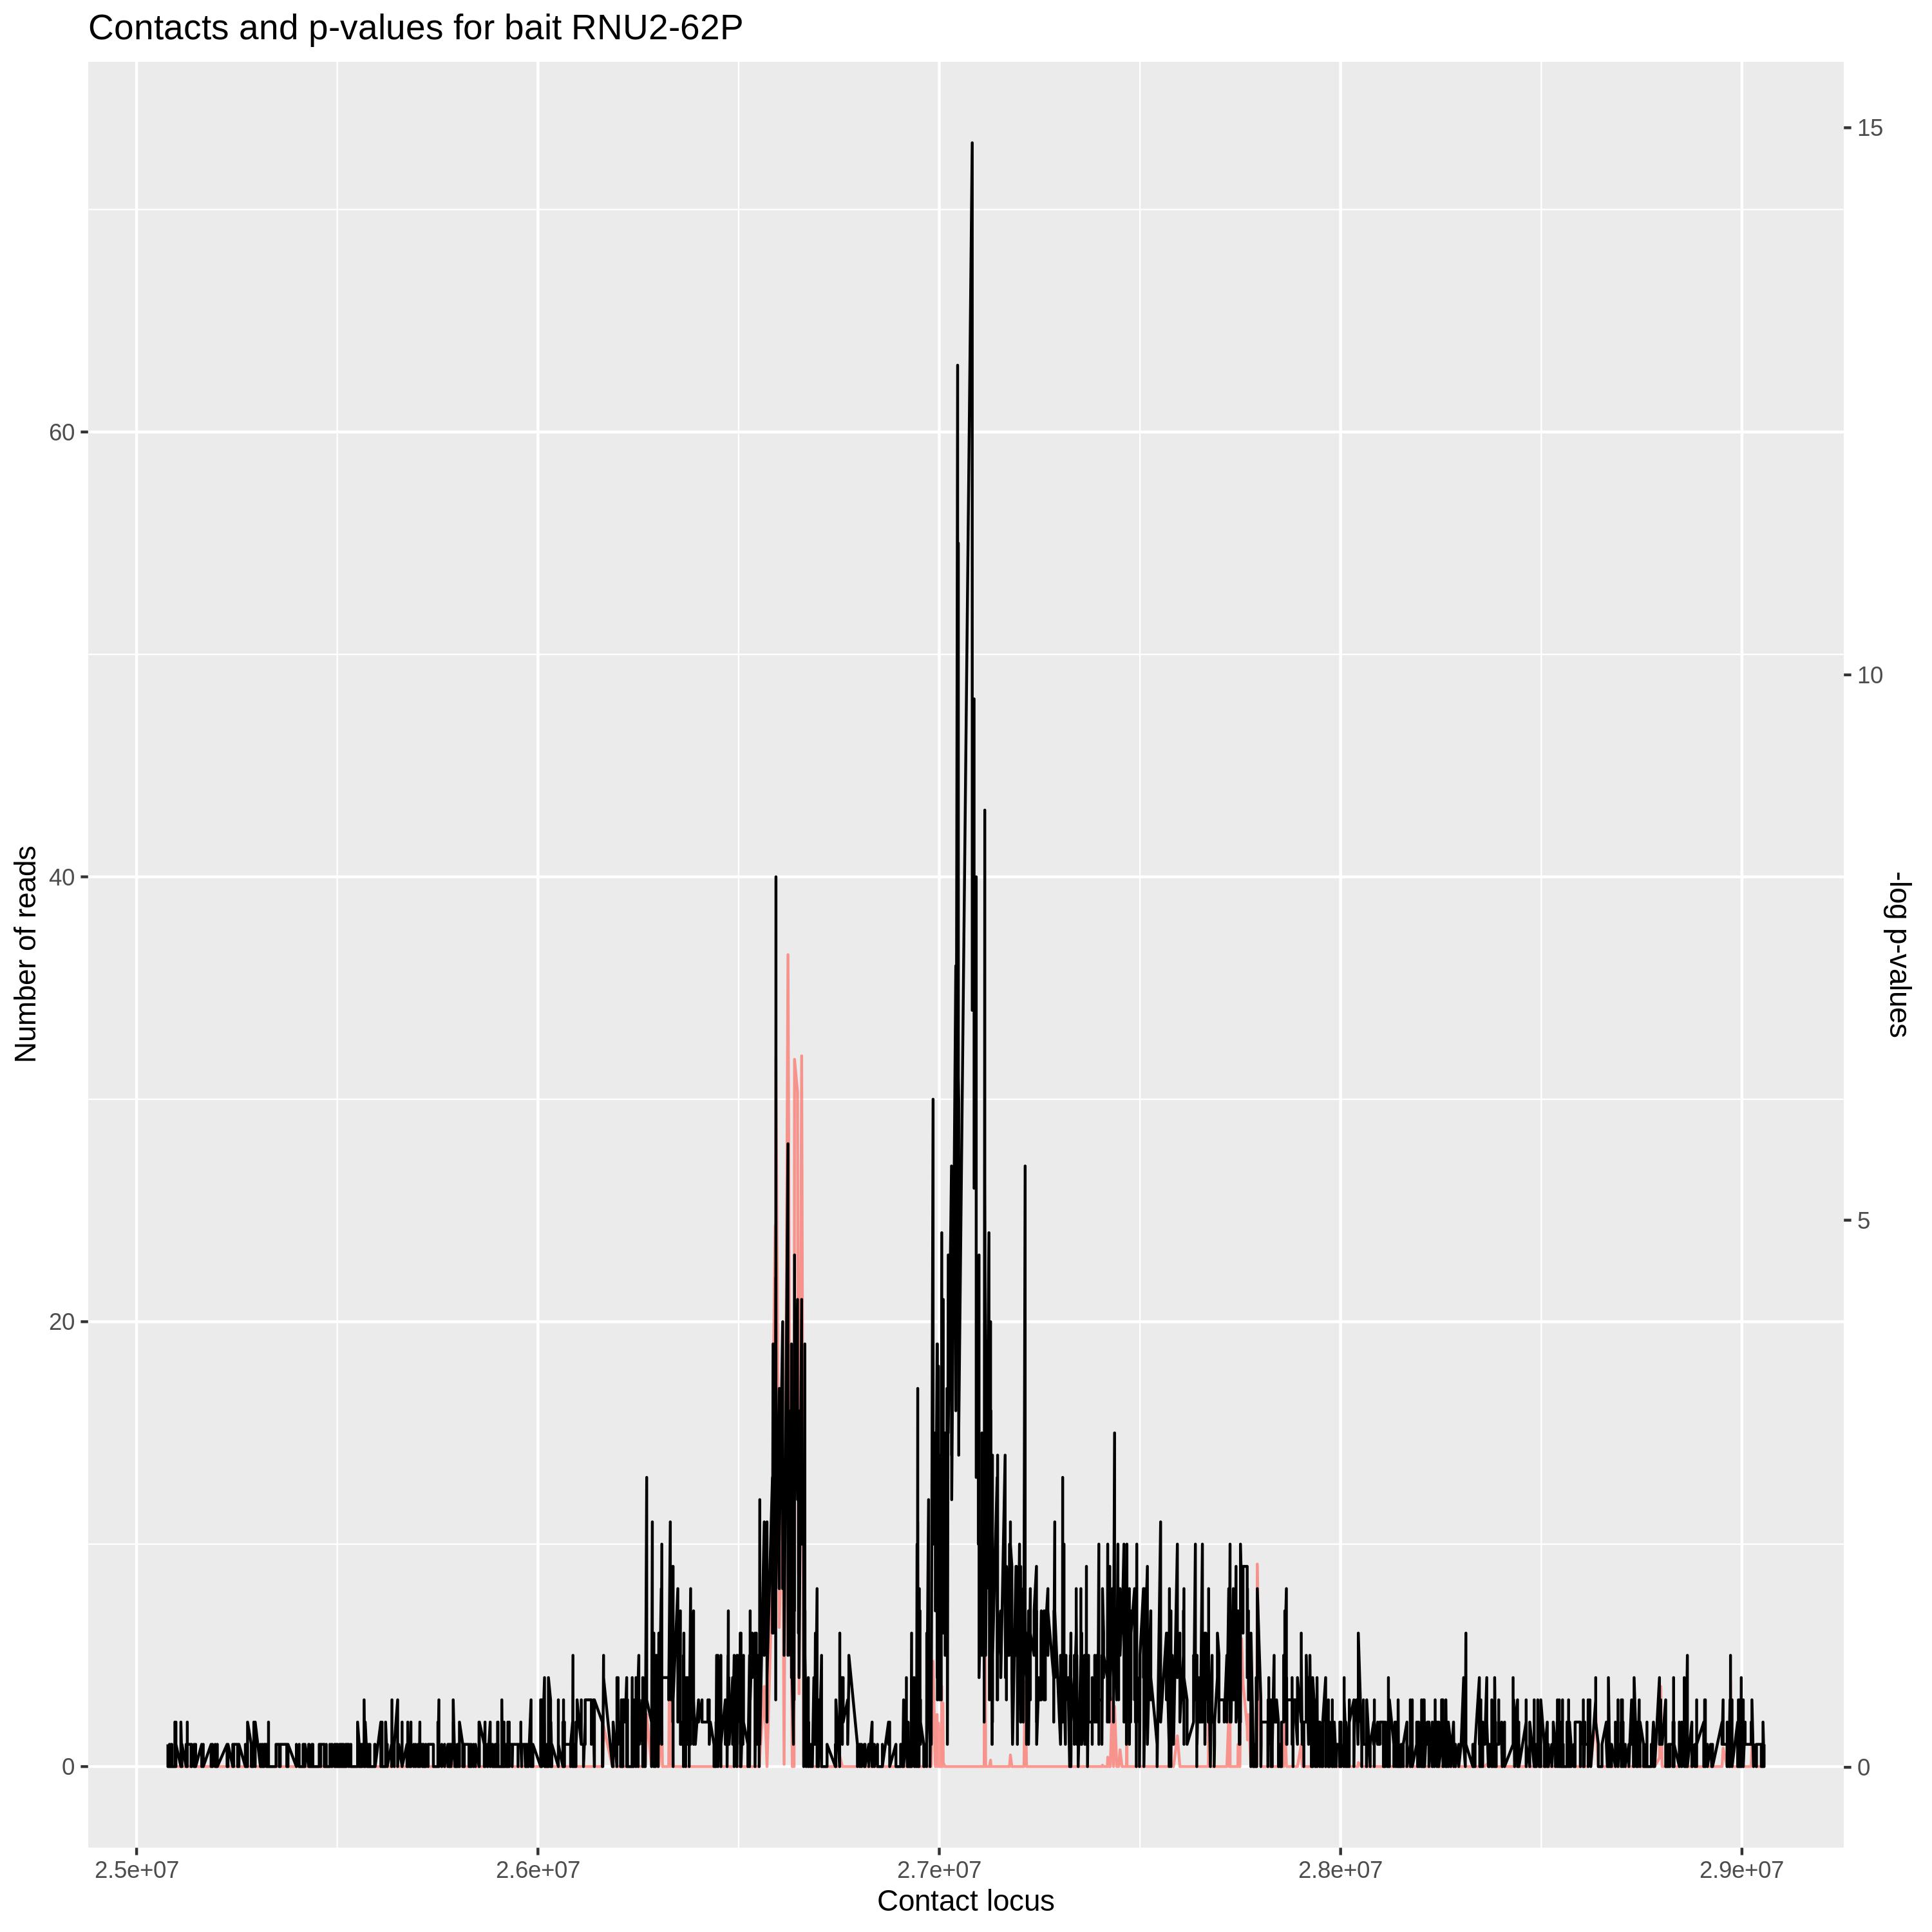 Contacts and p-values for bait RNU2-62P
15
60
10
40
Number of reads
-log p-values
5
20
0
0
2.5e+07
2.6e+07
2.7e+07
2.8e+07
2.9e+07
Contact locus